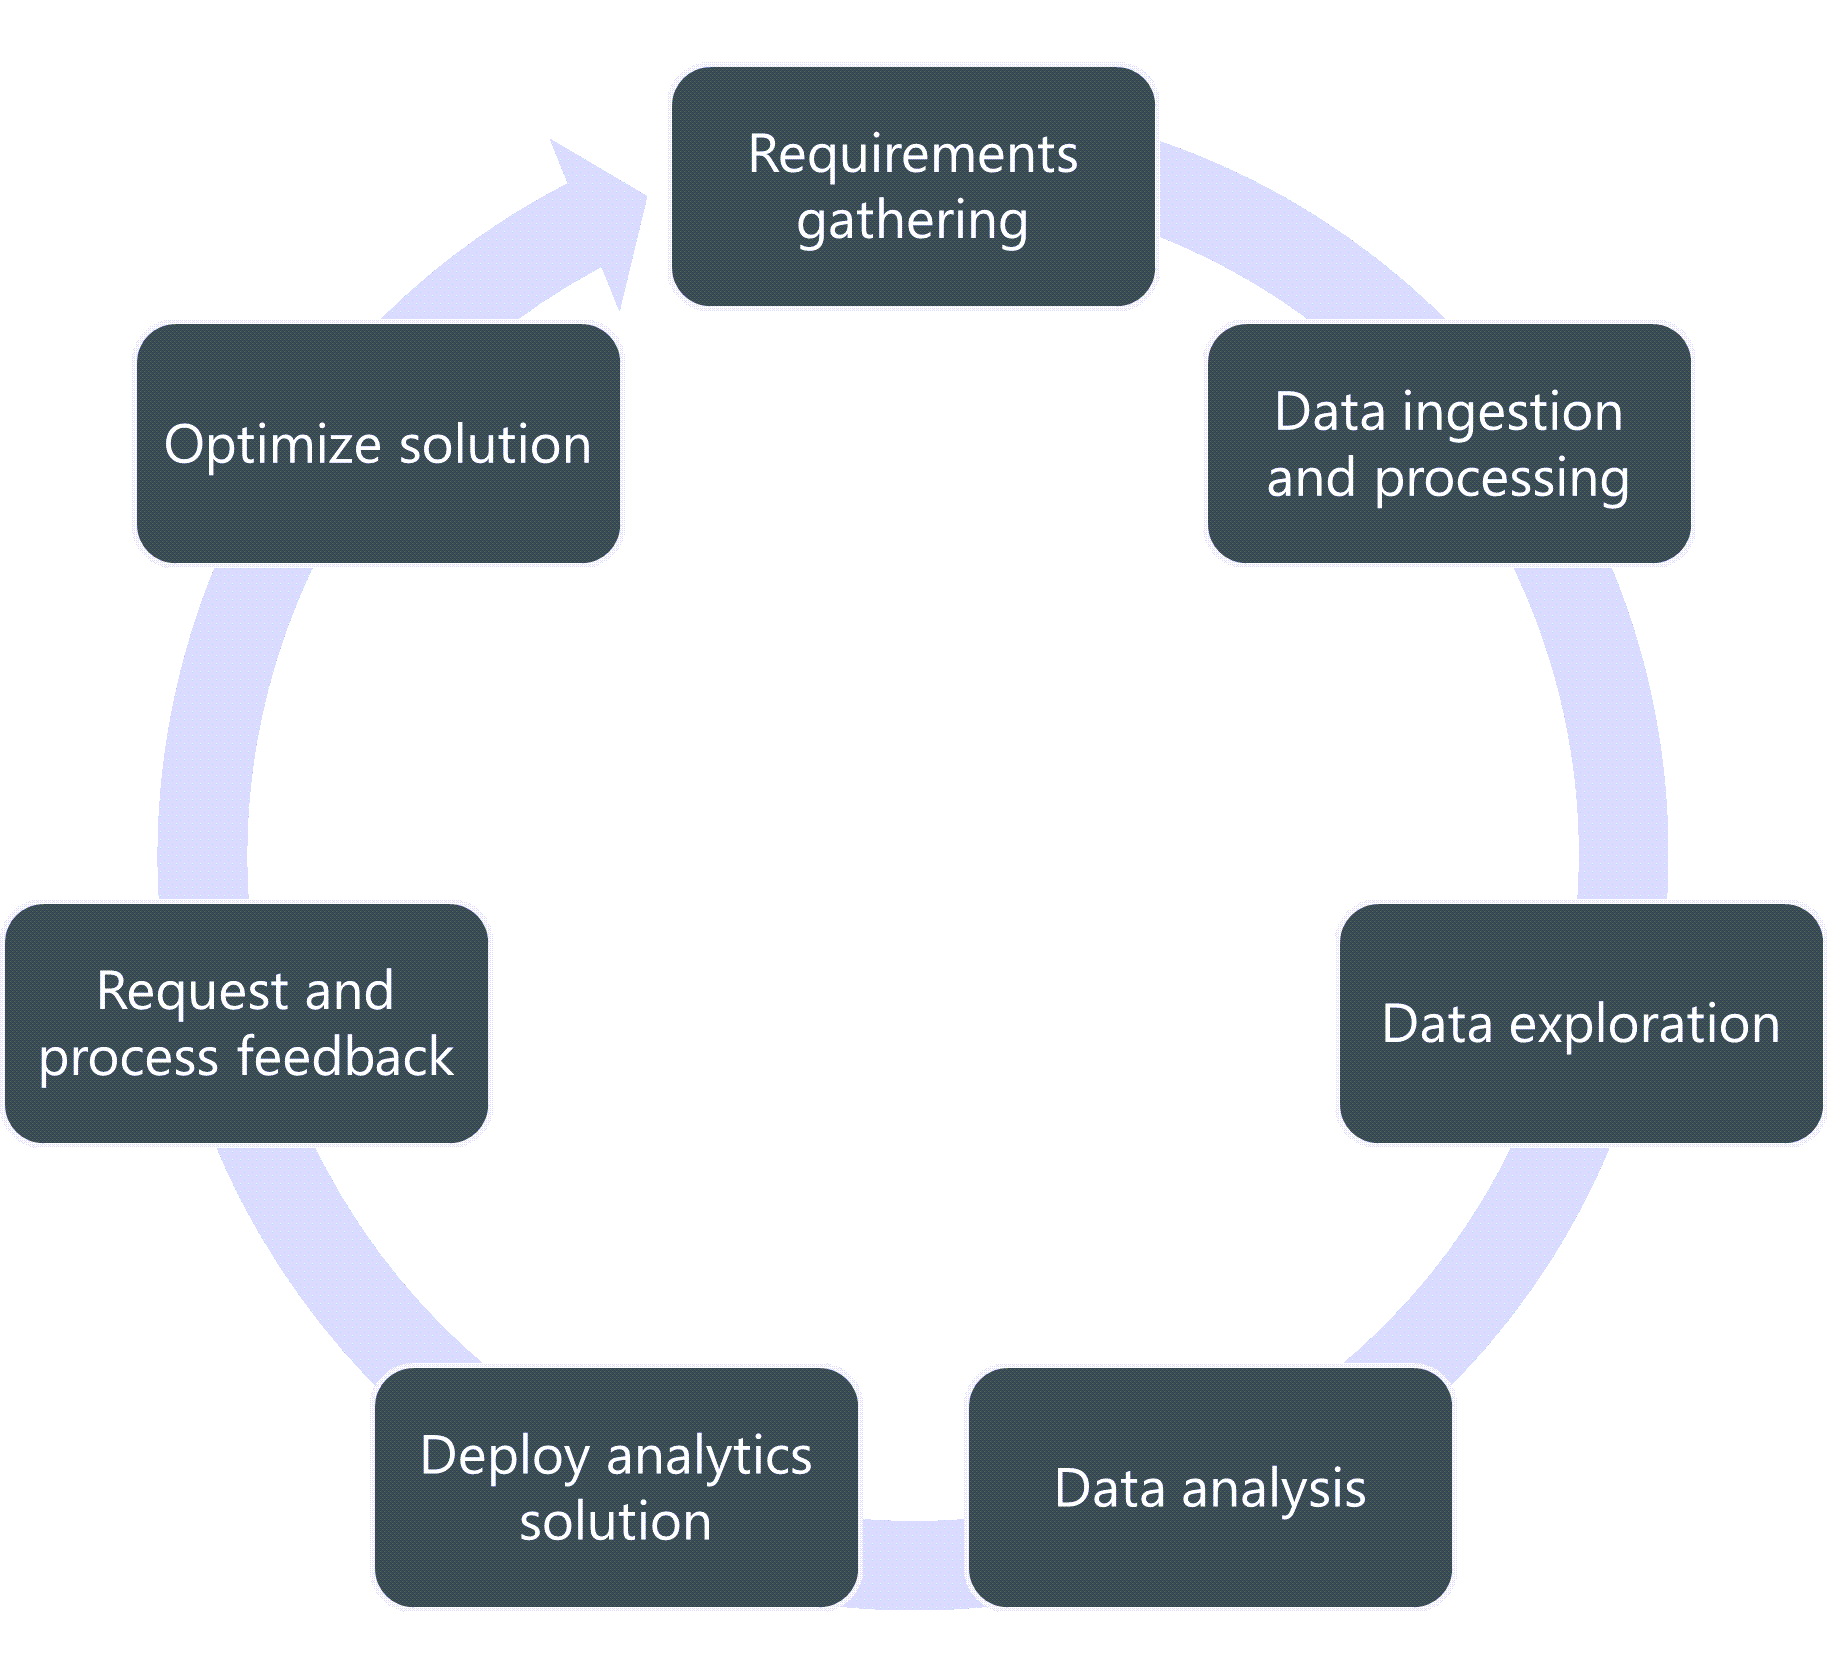 Requirements
gathering
Data ingestion
and processing
Data exploration
Data analysis
Deploy analytics
solution
Request and
process feedback
Optimize solution